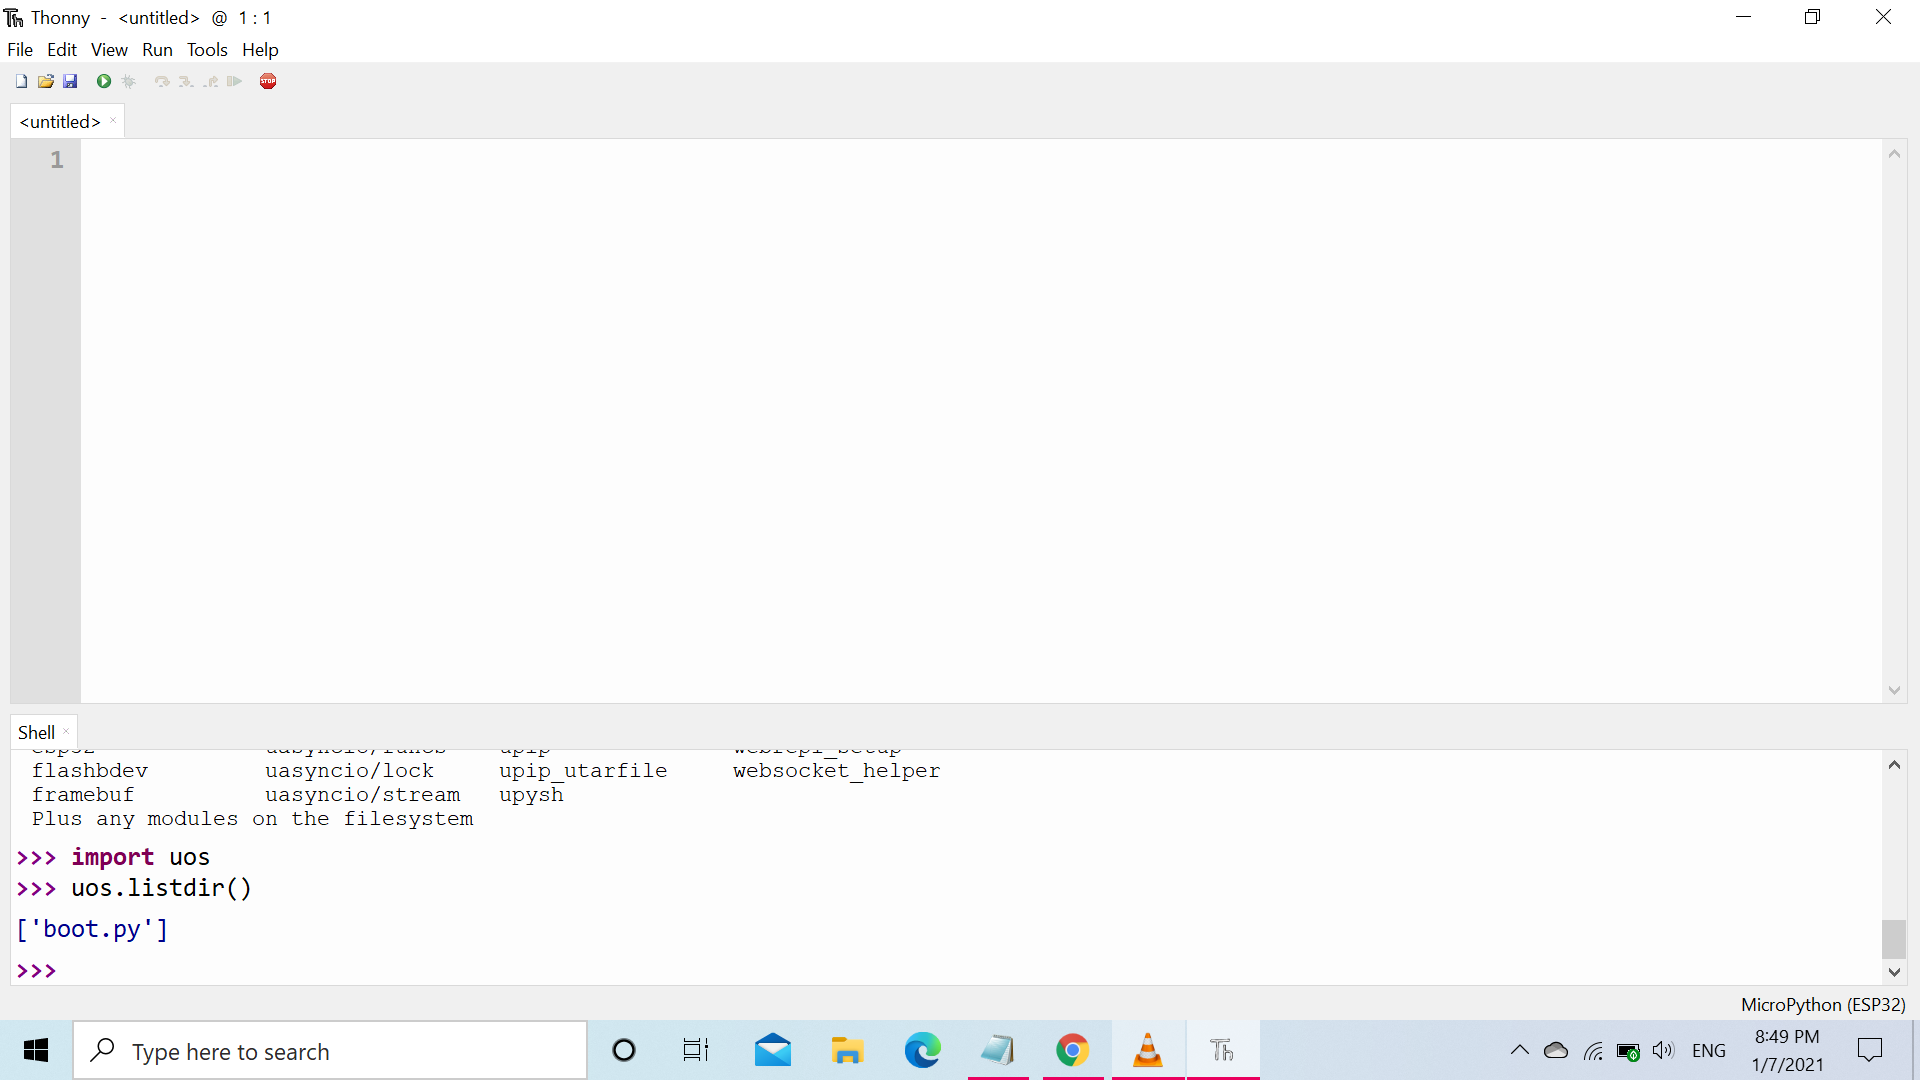 Thonny - <untitled> @ 1 : 1
File Edit View Run Tools Help
STOP
<untitled>
1
Shell
flashbdev uasyncio/lock upip_utarfile websocket_helper
framebuf uasyncio/stream upysh
Plus any modules on the filesystem
>>> import uos
>>> uos.listdir()
['boot.py']
>>>
MicroPython (ESP32)
Type here to search
ENG
8:49 PM
1/7/2021